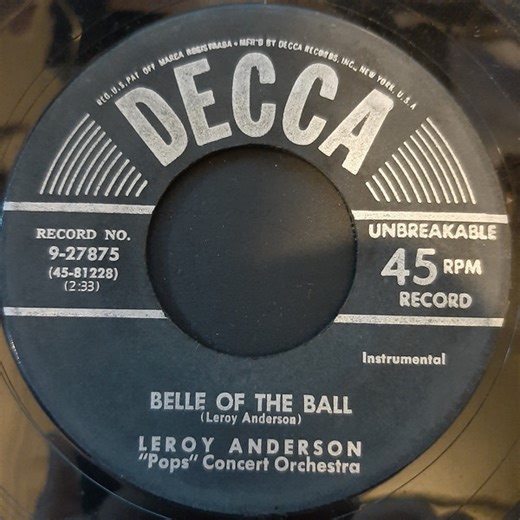 REG. U.S. PAT. OFF. MARCA REGISTRADA • MFR'D BY DECCA RECORDS, INC., NEW YORK, U.S.A.
DECCA
RECORD NO.
9-27875
(45-81228)
(2:33)
UNBREAKABLE
45 RPM
RECORD
Instrumental
BELLE OF THE BALL
(Leroy Anderson)
LEROY ANDERSON
"Pops" Concert Orchestra